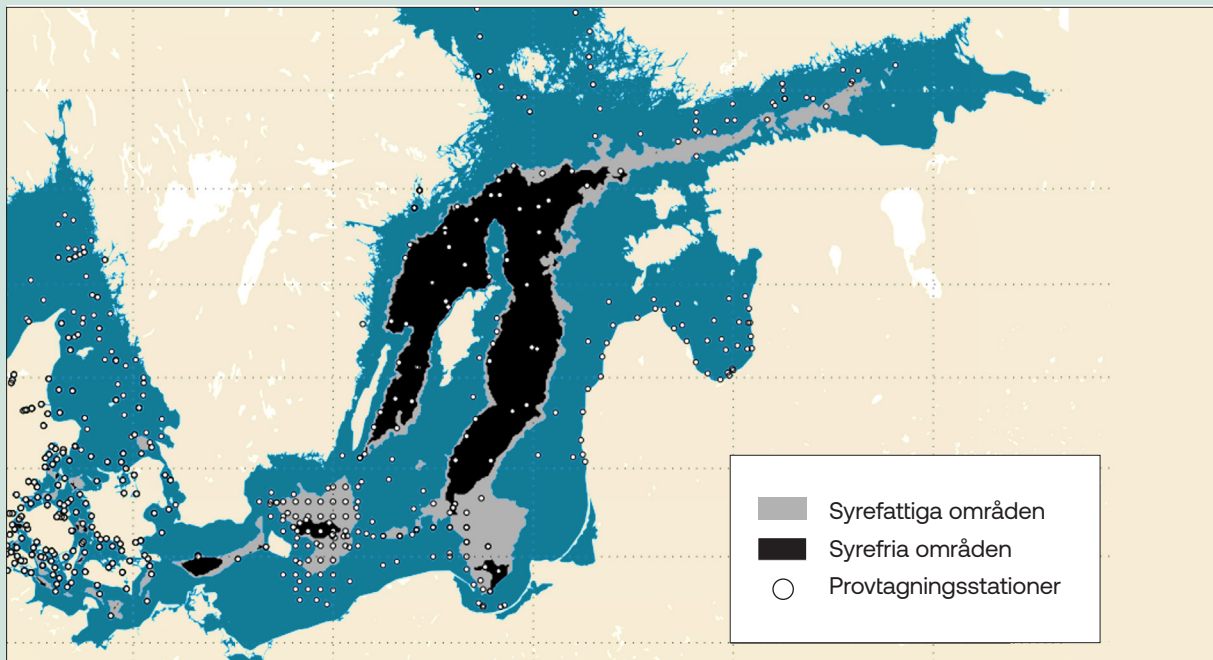 Syrefattiga områden
Syrefria områden
Provtagningsstationer